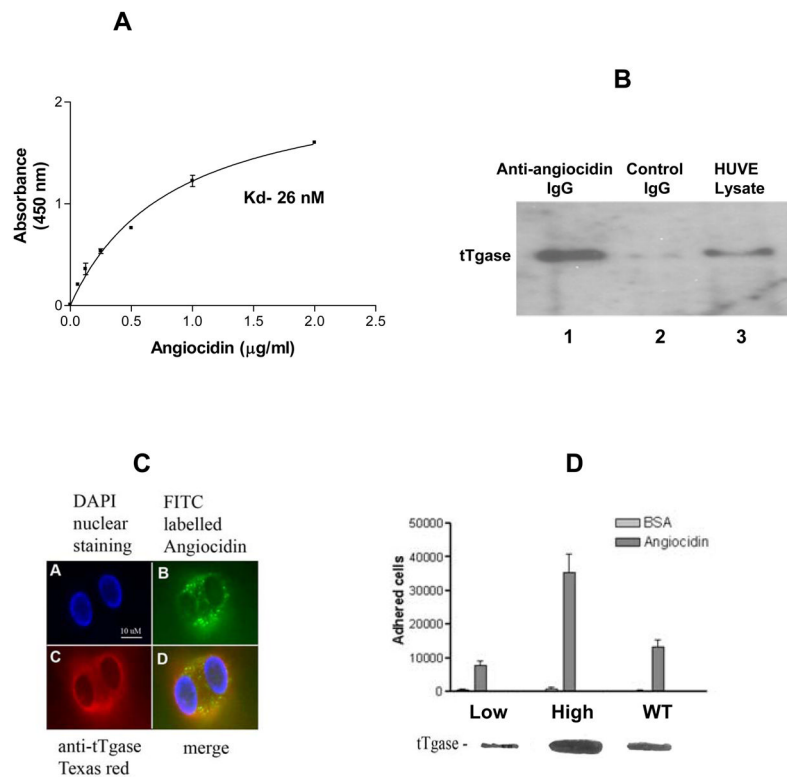 A
Absorbance
(450 nm)
2
1
0
0.0 0.5 1.0 1.5 2.0 2.5
Kd- 26 nM
Angiocidin (μg/ml)
B
Anti-angiocidin Control HUVE
IgG IgG Lysate
tTgase
1 2 3
C
DAPI FITC
nuclear labelled
staining Angiocidin
A B
10 nM
C D
anti-tTgase merge
Texas red
D
BSA
Angiocidin
Adhered cells
50000
40000
30000
20000
10000
0
Low High WT
tTgase -